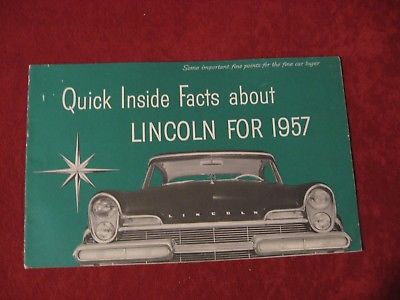 Some important fine points for the fine car buyer
Quick Inside Facts about
LINCOLN FOR 1957
LINCOLN